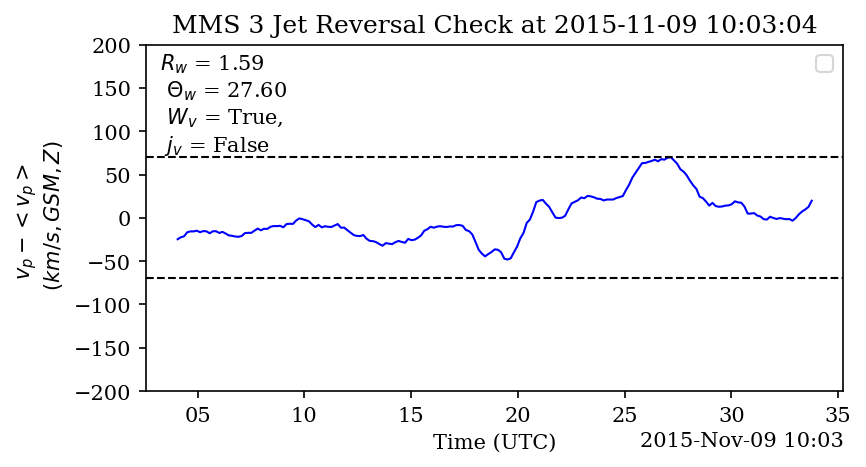 MMS 3 Jet Reversal Check at 2015-11-09 10:03:04
R_w = 1.59
Θ_w = 27.60
W_v = True,
j_v = False
v_p − < v_p >
(km/s, GSM, Z)
200
150
100
50
0
−50
−100
−150
−200
05 10 15 20 25 30 35
Time (UTC)
2015-Nov-09 10:03